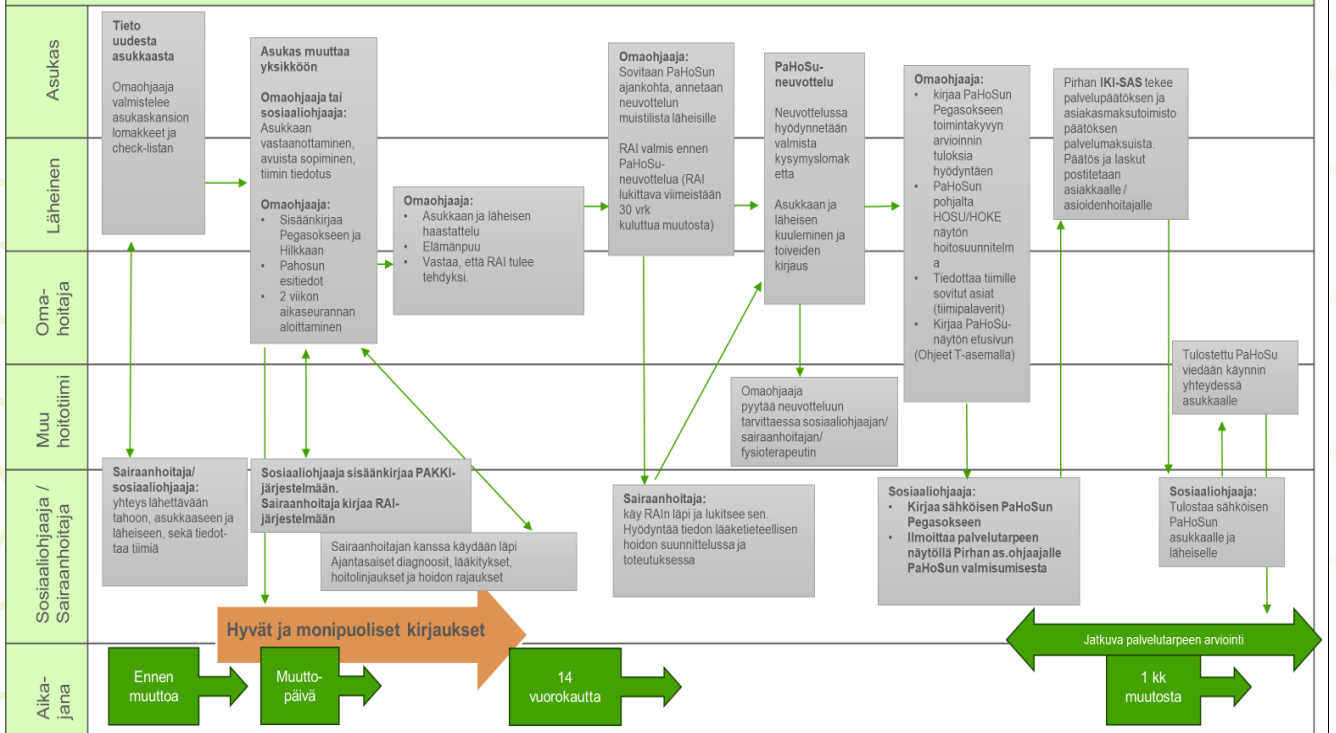 Asukas
Läheinen
Oma-
hoitaja
Muu
hoitotiimi
Sosiaaliohjaaja /
Sairaanhoitaja
Aika-
jana
Tieto
uudesta
asukkaasta
Omaohjaaja
valmistelee
asukaskansion
lomakkeet ja
check-listan
Asukas muuttaa
yksikköön
Omaohjaaja tai
sosiaaliohjaaja:
Asukkaan
vastaanottaminen,
avuista sopiminen,
tiimin tiedotus
Omaohjaaja:
• Sisäänkirjaa
Pegasokseen ja
Hilkkaan
• Pahosun
esitiedot
• 2 viikon
aikaseurannan
aloittaminen
Omaohjaaja:
• Asukkaan ja läheisen
haastattelu
• Elämänpuu
• Vastaa, että RAI tulee
tehdyksi.
Omaohjaaja:
Sovitaan PaHoSun
ajankohta, annetaan
neuvottelun
muistilista läheisille
RAI valmis ennen
PaHoSu-
neuvottelua (RAI
lukittava viimeistään
30 vrk
kuluttua muutosta)
PaHoSu-
neuvottelu
Neuvottelussa
hyödynnetään
valmista
kysymyslomak
etta
Asukkaan ja
läheisen
kuuleminen ja
toiveiden
kirjaus
Omaohjaaja:
• kirjaa PaHoSun
Pegasokseen
toimintakyvyn
arvioinnin
tuloksia
hyödyntäen
• PaHoSun
pohjalta
HOSU/HOKE
näytön
hoitosuunnitelm
a
• Tiedottaa tiimille
sovitut asiat
(tiimipalaverit)
• Kirjaa PaHoSu-
näytön etusivun
(Ohjeet T-asemalla)
Pirhan IKI-SAS tekee
palvelupäätöksen ja
asiakasmaksutoimisto
päätöksen
palvelumaksuista.
Päätös ja laskut
postitetaan
asiakkaalle /
asioidenhoitajalle
Tulostettu PaHoSu
viedään käynnin
yhteydessä
asukkaalle
Omaohjaaja
pyytää neuvotteluun
tarvittaessa sosiaaliohjaajan/
sairaanhoitajan/
fysioterapeutin
Sairaanhoitaja/
sosiaaliohjaaja:
yhteys lähettävään
tahoon, asukkaaseen ja
läheiseen, sekä tiedot-
taa tiimiä
Sosiaaliohjaaja sisäänkirjaa PAKKI-
järjestelmään.
Sairaanhoitaja kirjaa RAI-
järjestelmään
Sairaanhoitajan kanssa käydään läpi
Ajantasaiset diagnoosit, lääkitykset,
hoitolinjaukset ja hoidon rajaukset
Sairaanhoitaja:
käy RAIn läpi ja lukitsee sen.
Hyödyntää tiedon lääketieteellisen
hoidon suunnittelussa ja
toteutuksessa
Sosiaaliohjaaja:
• Kirjaa sähköisen PaHoSun
Pegasokseen
• Ilmoittaa palvelutarpeen
näytöllä Pirhan as.ohjaajalle
PaHoSun valmisumisesta
Sosiaaliohjaaja:
Tulostaa sähköisen
PaHoSun
asukkaalle ja
läheiselle
Hyvät ja monipuoliset kirjaukset
Jatkuva palvelutarpeen arviointi
Ennen
muuttoa
Muutto-
päivä
14
vuorokautta
1 kk
muutosta